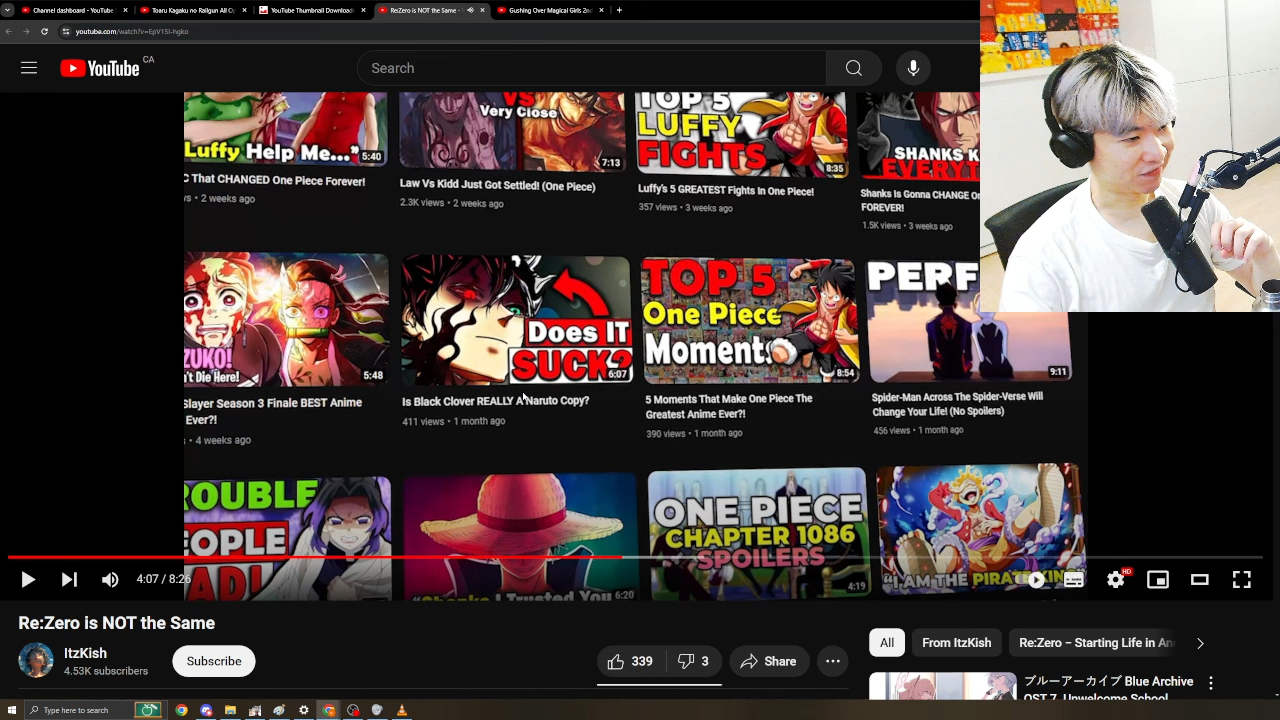 Channel dashboard - YouTube
Toaru Kagaku no Railgun All O
YouTube Thumbnail Download
Re:Zero is NOT the Same -
Gushing Over Magical Girls 2nd
youtube.com/watch?v=EpV15I-hgko
YouTube CA
Search
Luffy Help Me..."
5:40
VS
Very Close
7:13
TOP 5
LUFFY
FIGHTS
8:35
SHANKS K
EVERYT
C That CHANGED One Piece Forever!
2 weeks ago
Law Vs Kidd Just Got Settled! (One Piece)
2.3K views • 2 weeks ago
Luffy's 5 GREATEST Fights In One Piece!
357 views • 3 weeks ago
Shanks Is Gonna CHANGE On
FOREVER!
1.5K views • 3 weeks ago
ZUKO!
't Die Here!
5:48
Does IT
SUCK?
6:07
TOP 5
One Piece
Moments
8:54
PERF
9:11
Slayer Season 3 Finale BEST Anime
Ever?!
4 weeks ago
Is Black Clover REALLY A Naruto Copy?
411 views • 1 month ago
5 Moments That Make One Piece The
Greatest Anime Ever?!
390 views • 1 month ago
Spider-Man Across The Spider-Verse Will
Change Your Life! (No Spoilers)
456 views • 1 month ago
ROUBLE
EOPLE
AD!
"Shanks I Trusted You
6:20
ONE PIECE
CHAPTER 1086
SPOILERS
4:19
"I AM THE PIRATE KING
4:07 / 8:26
HD
Re:Zero is NOT the Same
ItzKish
4.53K subscribers
Subscribe
339
3
Share
All
From ItzKish
Re:Zero − Starting Life in An
ブルーアーカイブ Blue Archive
OST 7. Unwelcome School
Type here to search